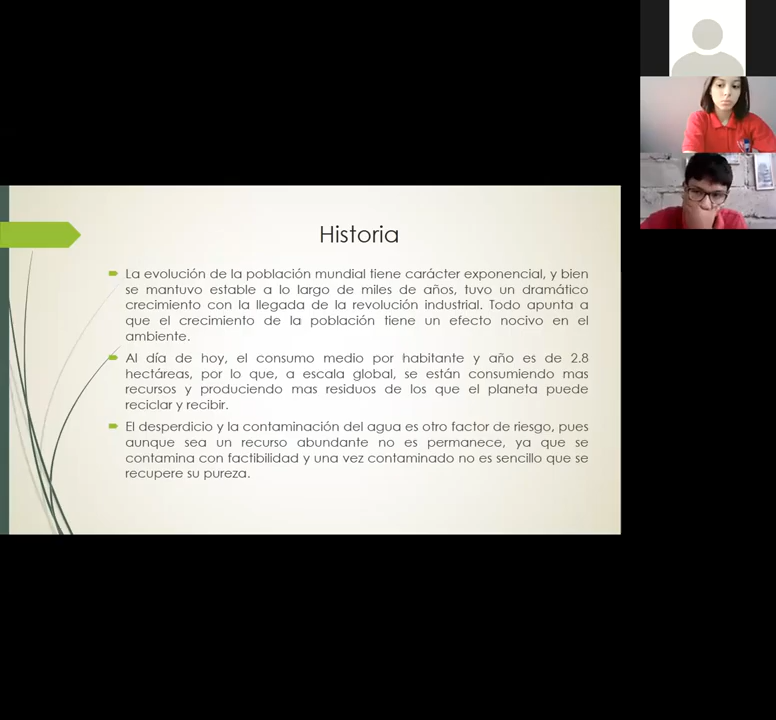 Historia
La evolución de la población mundial tiene carácter exponencial, y bien
se mantuvo estable a lo largo de miles de años, tuvo un dramático
crecimiento con la llegada de la revolución industrial. Todo apunta a
que el crecimiento de la población tiene un efecto nocivo en el
ambiente.
Al día de hoy, el consumo medio por habitante y año es de 2.8
hectáreas, por lo que, a escala global, se están consumiendo mas
recursos y produciendo mas residuos de los que el planeta puede
reciclar y recibir.
El desperdicio y la contaminación del agua es otro factor de riesgo, pues
aunque sea un recurso abundante no es permanece, ya que se
contamina con factibilidad y una vez contaminado no es sencillo que se
recupere su pureza.